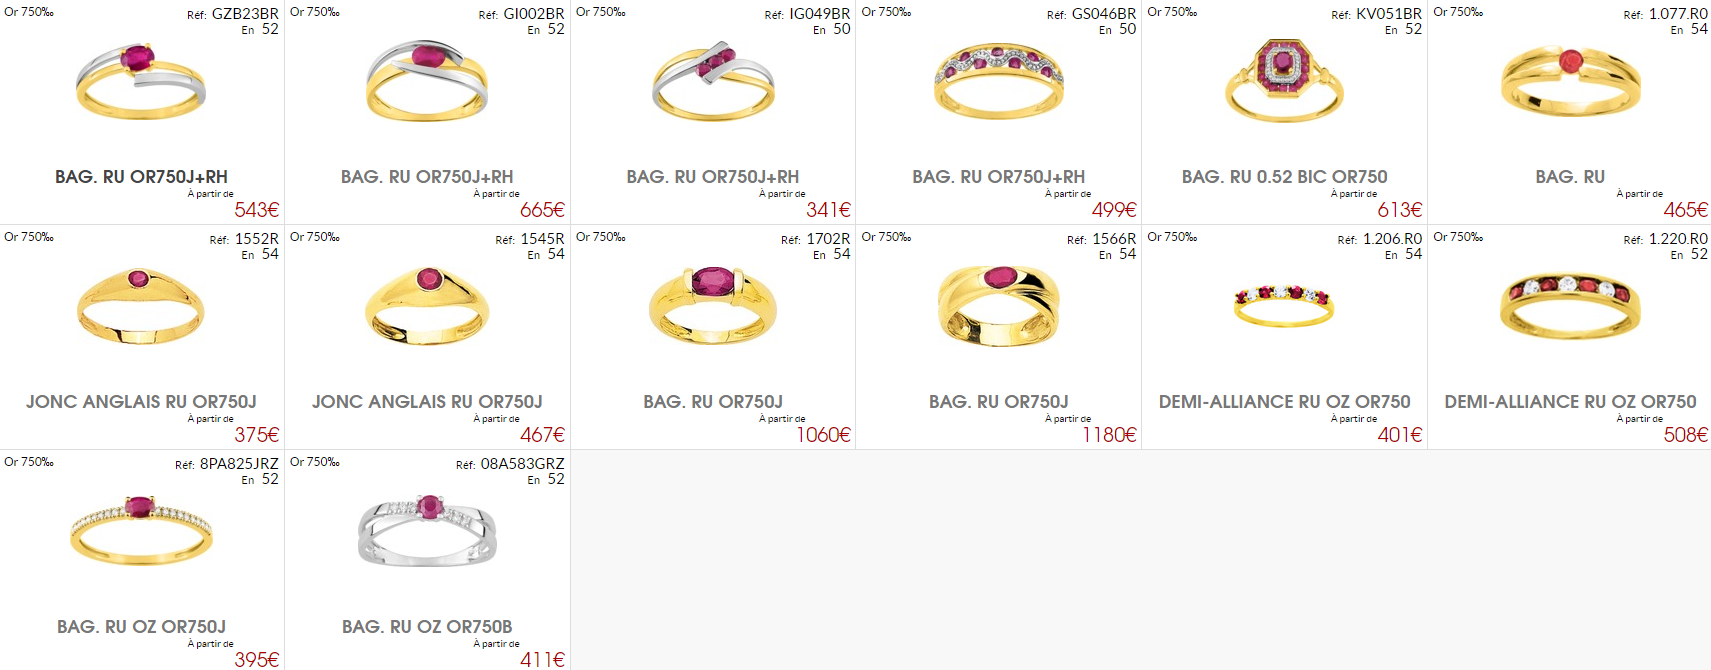 Or 750‰ Réf: GZB23BR
En 52
BAG. RU OR750J+RH
À partir de
543€
Or 750‰ Réf: GI002BR
En 52
BAG. RU OR750J+RH
À partir de
665€
Or 750‰ Réf: IG049BR
En 50
BAG. RU OR750J+RH
À partir de
341€
Or 750‰ Réf: GS046BR
En 50
BAG. RU OR750J+RH
À partir de
499€
Or 750‰ Réf: KV051BR
En 52
BAG. RU 0.52 BIC OR750
À partir de
613€
Or 750‰ Réf: 1.077.R0
En 54
BAG. RU
À partir de
465€
Or 750‰ Réf: 1552R
En 54
JONC ANGLAIS RU OR750J
À partir de
375€
Or 750‰ Réf: 1545R
En 54
JONC ANGLAIS RU OR750J
À partir de
467€
Or 750‰ Réf: 1702R
En 54
BAG. RU OR750J
À partir de
1060€
Or 750‰ Réf: 1566R
En 54
BAG. RU OR750J
À partir de
1180€
Or 750‰ Réf: 1.206.R0
En 54
DEMI-ALLIANCE RU OZ OR750
À partir de
401€
Or 750‰ Réf: 1.220.R0
En 52
DEMI-ALLIANCE RU OZ OR750
À partir de
508€
Or 750‰ Réf: 8PA825JRZ
En 52
BAG. RU OZ OR750J
À partir de
395€
Or 750‰ Réf: 08A583GRZ
En 52
BAG. RU OZ OR750B
À partir de
411€